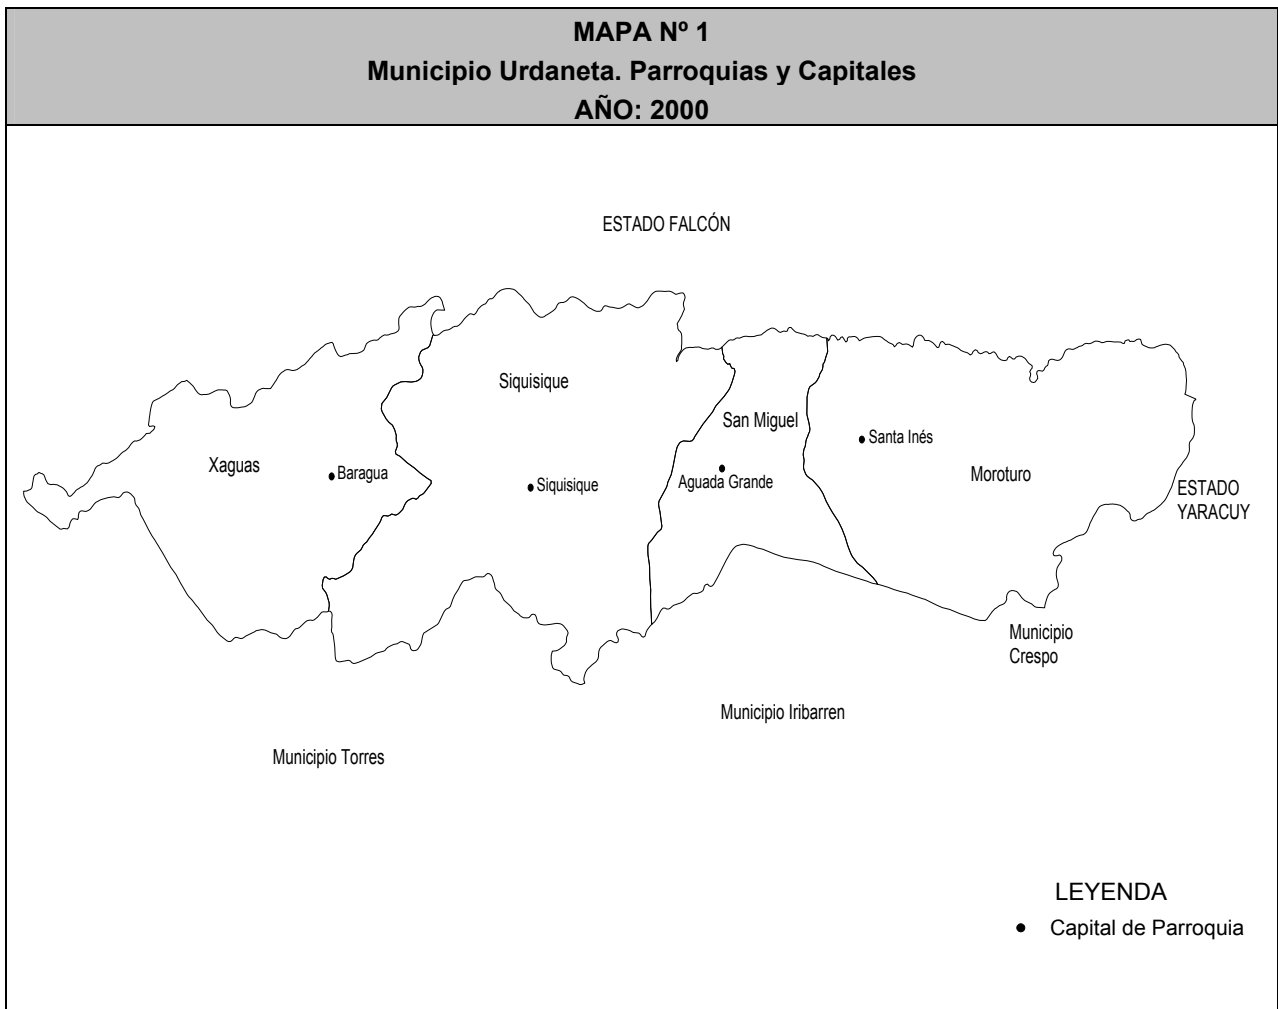 MAPA Nº 1
Municipio Urdaneta. Parroquias y Capitales
AÑO: 2000
ESTADO FALCÓN
Siquisique
San Miguel
Santa Inés
Xaguas
Baragua
Moroturo
Siquisique
Aguada Grande
ESTADO
YARACUY
Municipio
Crespo
Municipio Iribarren
Municipio Torres
LEYENDA
Capital de Parroquia